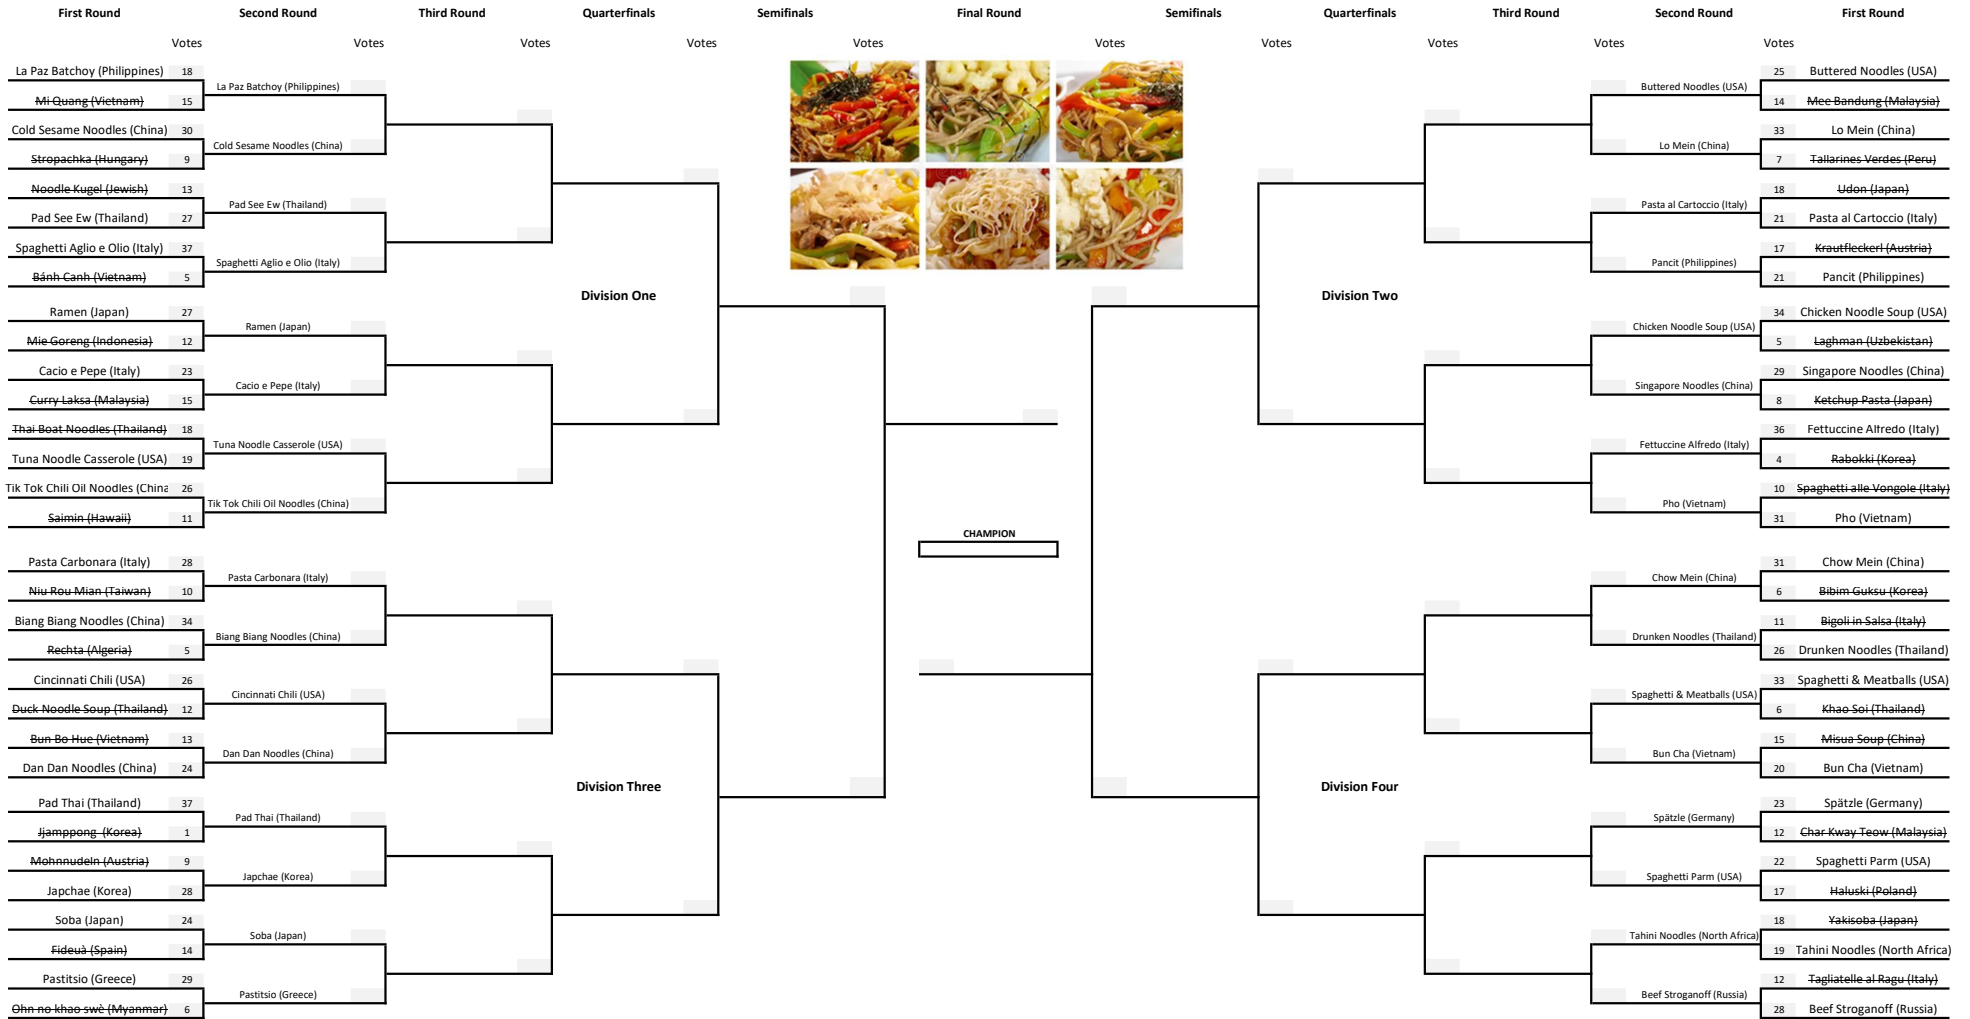 First Round Second Round Third Round Quarterfinals Semifinals Final Round Semifinals Quarterfinals Third Round Second Round First Round
Votes Votes Votes Votes Votes Votes Votes Votes Votes Votes
La Paz Batchoy (Philippines) 18
La Paz Batchoy (Philippines)
Mi Quang (Vietnam) 15
Cold Sesame Noodles (China) 30
Cold Sesame Noodles (China)
Stropachka (Hungary) 9
Noodle Kugel (Jewish) 13
Pad See Ew (Thailand)
Pad See Ew (Thailand) 27
Spaghetti Aglio e Olio (Italy) 37
Spaghetti Aglio e Olio (Italy)
Bánh Canh (Vietnam) 5
Division One
Ramen (Japan) 27
Ramen (Japan)
Mie Goreng (Indonesia) 12
Cacio e Pepe (Italy) 23
Cacio e Pepe (Italy)
Curry Laksa (Malaysia) 15
Thai Boat Noodles (Thailand) 18
Tuna Noodle Casserole (USA)
Tuna Noodle Casserole (USA) 19
Tik Tok Chili Oil Noodles (China 26
Tik Tok Chili Oil Noodles (China)
Saimin (Hawaii) 11
Pasta Carbonara (Italy) 28
Pasta Carbonara (Italy)
Niu Rou Mian (Taiwan) 10
Biang Biang Noodles (China) 34
Biang Biang Noodles (China)
Rechta (Algeria) 5
Cincinnati Chili (USA) 26
Cincinnati Chili (USA)
Duck Noodle Soup (Thailand) 12
Bun Bo Hue (Vietnam) 13
Dan Dan Noodles (China)
Dan Dan Noodles (China) 24
Division Three
Pad Thai (Thailand) 37
Pad Thai (Thailand)
Jjamppong (Korea) 1
Mohnnudeln (Austria) 9
Japchae (Korea)
Japchae (Korea) 28
Soba (Japan) 24
Soba (Japan)
Fideuà (Spain) 14
Pastitsio (Greece) 29
Pastitsio (Greece)
Ohn no khao swè (Myanmar) 6
CHAMPION
25 Buttered Noodles (USA)
Buttered Noodles (USA)
14 Mee Bandung (Malaysia)
33 Lo Mein (China)
Lo Mein (China)
7 Tallarines Verdes (Peru)
18 Udon (Japan)
Pasta al Cartoccio (Italy)
21 Pasta al Cartoccio (Italy)
17 Krautfleckerl (Austria)
Pancit (Philippines)
21 Pancit (Philippines)
Division Two
34 Chicken Noodle Soup (USA)
Chicken Noodle Soup (USA)
5 Laghman (Uzbekistan)
29 Singapore Noodles (China)
Singapore Noodles (China)
8 Ketchup Pasta (Japan)
36 Fettuccine Alfredo (Italy)
Fettuccine Alfredo (Italy)
4 Rabokki (Korea)
10 Spaghetti alle Vongole (Italy)
Pho (Vietnam)
31 Pho (Vietnam)
31 Chow Mein (China)
Chow Mein (China)
6 Bibim Guksu (Korea)
11 Bigoli in Salsa (Italy)
Drunken Noodles (Thailand)
26 Drunken Noodles (Thailand)
33 Spaghetti & Meatballs (USA)
Spaghetti & Meatballs (USA)
6 Khao Soi (Thailand)
15 Misua Soup (China)
Bun Cha (Vietnam)
20 Bun Cha (Vietnam)
Division Four
23 Spätzle (Germany)
Spätzle (Germany)
12 Char Kway Teow (Malaysia)
22 Spaghetti Parm (USA)
Spaghetti Parm (USA)
17 Haluski (Poland)
18 Yakisoba (Japan)
Tahini Noodles (North Africa)
19 Tahini Noodles (North Africa)
12 Tagliatelle al Ragu (Italy)
Beef Stroganoff (Russia)
28 Beef Stroganoff (Russia)